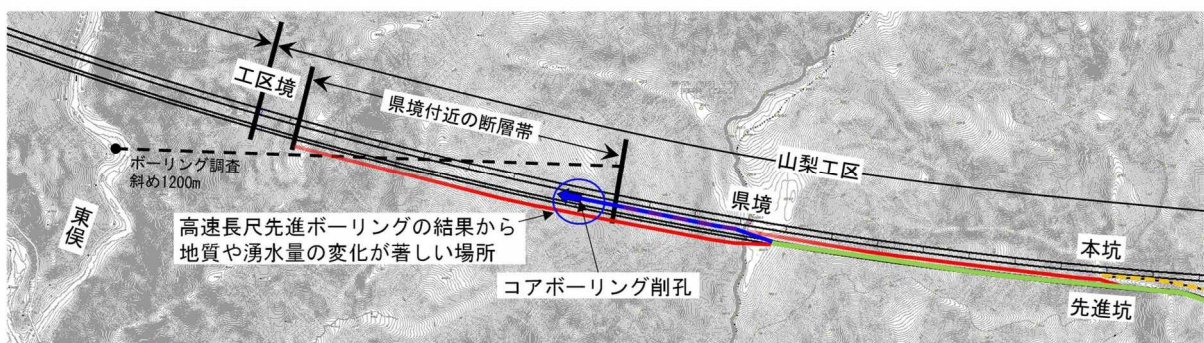 工区境
県境付近の断層帯
山梨工区
ボーリング調査
斜め1200m
県境
東俣
高速長尺先進ボーリングの結果から
地質や湧水量の変化が著しい場所
本坑
コアボーリング削孔
先進坑